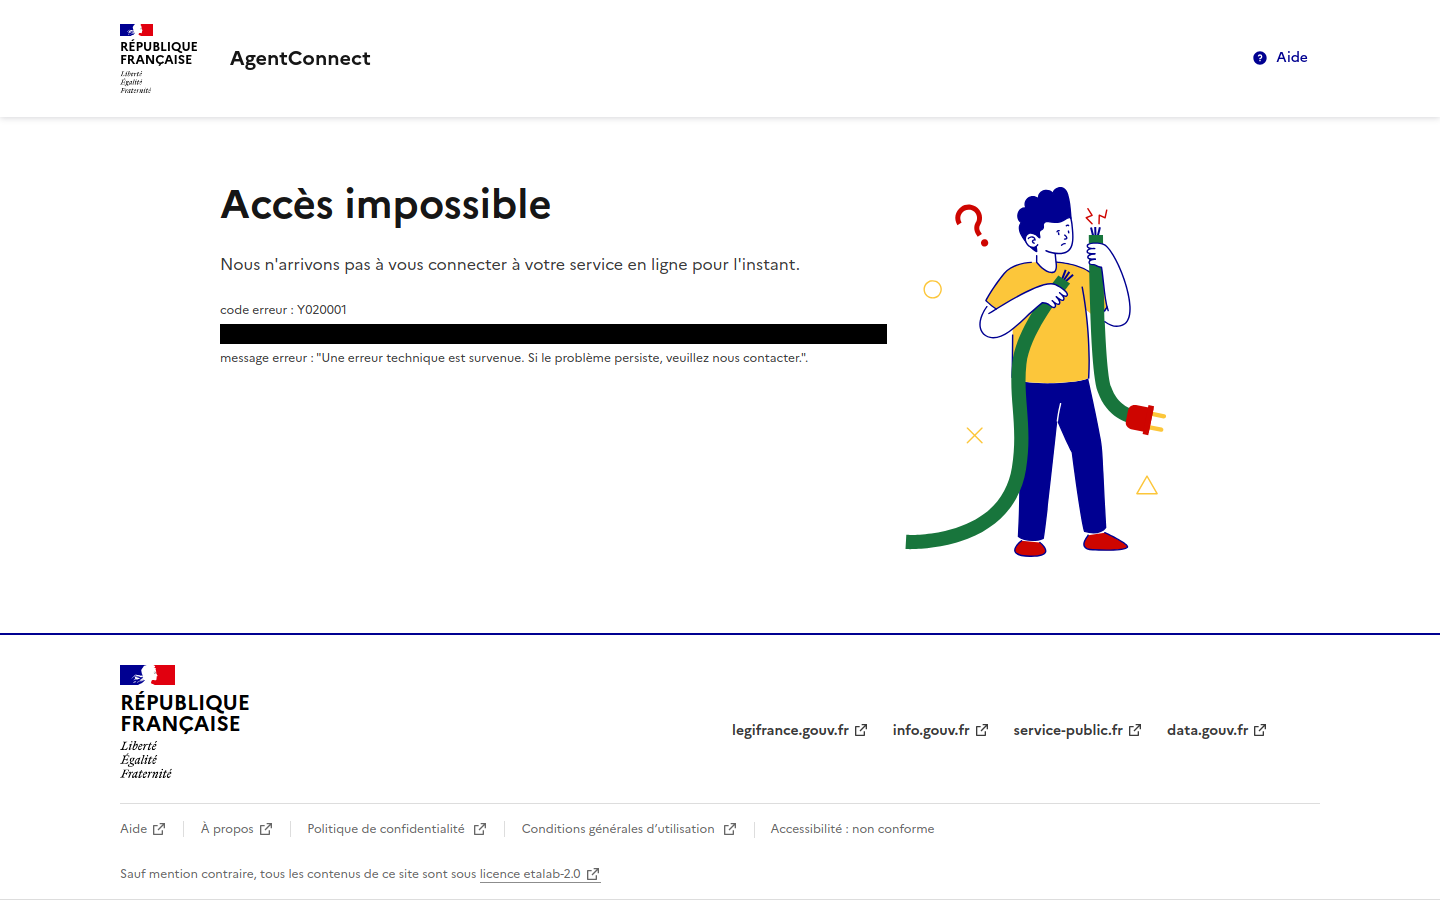 RÉPUBLIQUE
FRANÇAISE
Liberté
Égalité
Fraternité
AgentConnect
Aide
Accès impossible
Nous n'arrivons pas à vous connecter à votre service en ligne pour l'instant.
code erreur : Y020001
message erreur : "Une erreur technique est survenue. Si le problème persiste, veuillez nous contacter.".
RÉPUBLIQUE
FRANÇAISE
Liberté
Égalité
Fraternité
legifrance.gouv.fr info.gouv.fr service-public.fr data.gouv.fr
Aide À propos Politique de confidentialité Conditions générales d’utilisation Accessibilité : non conforme
Sauf mention contraire, tous les contenus de ce site sont sous licence etalab-2.0